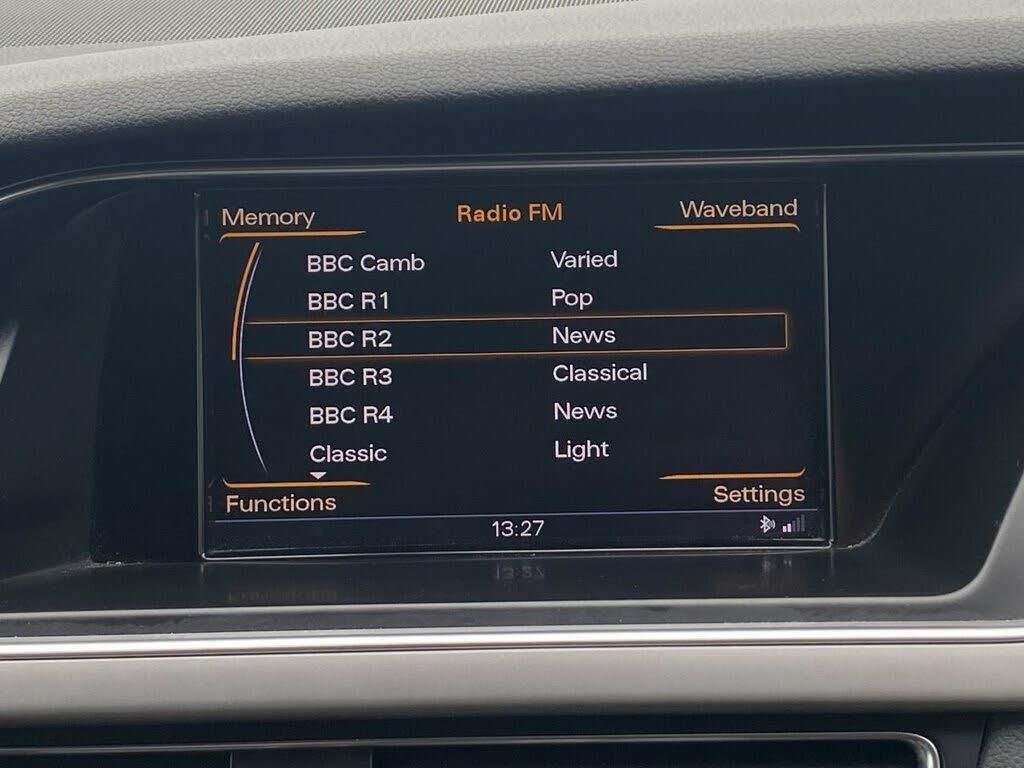 Memory Radio FM Waveband
BBC Camb Varied
BBC R1 Pop
BBC R2 News
BBC R3 Classical
BBC R4 News
Classic Light
Functions Settings
13:27